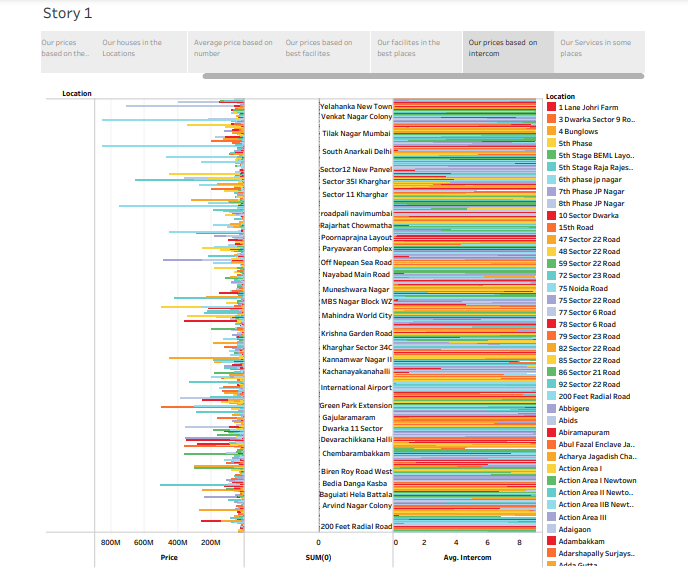 Story 1
Our prices
based on the...
Our houses in the
Locations
Average price based on
number
Our prices based on
best facilities
Our facilites in the
best places
Our prices based on
intercom
Our Services in some
places
Location
Yelahanka New Town
Venkat Nagar Colony
Tilak Nagar Mumbai
South Anarkali Delhi
Sector12 New Panvel
Sector 35I Kharghar
Sector 11 Kharghar
roadpali navimumbai
Rajarhat Chowmatha
Poornaprajna Layout
Paryavaran Complex
Off Nepean Sea Road
Nayabad Main Road
Muneshwara Nagar
MBS Nagar Block WZ
Mahindra World City
Krishna Garden Road
Kharghar Sector 34C
Kannamwar Nagar II
Kachanayakanahalli
International Airport
Green Park Extension
Gajularamaram
Dwarka 11 Sector
Devarachikkana Halli
Chembarambakkam
Biren Roy Road West
Bedia Danga Kasba
Baguiati Hela Battala
Arvind Nagar Colony
200 Feet Radial Road
800M 600M 400M 200M
Price
0
SUM(0)
0 2 4 6 8
Avg. Intercom
Location
1 Lane Johri Farm
3 Dwarka Sector 9 Ro..
4 Bunglows
5th Phase
5th Stage BEML Layo..
5th Stage Raja Rajes..
6th phase jp nagar
7th Phase JP Nagar
8th Phase JP Nagar
10 Sector Dwarka
15th Road
47 Sector 22 Road
48 Sector 22 Road
59 Sector 22 Road
72 Sector 23 Road
75 Noida Road
75 Sector 22 Road
77 Sector 6 Road
78 Sector 6 Road
79 Sector 23 Road
82 Sector 22 Road
85 Sector 22 Road
86 Sector 21 Road
92 Sector 22 Road
200 Feet Radial Road
Abbigere
Abids
Abiramapuram
Abul Fazal Enclave Ja..
Acharya Jagadish Cha..
Action Area I
Action Area I Newtown
Action Area II Newto..
Action Area IIB Newt..
Action Area III
Adaigaon
Adambakkam
Adarshapally Surjays..
Adda Gutta